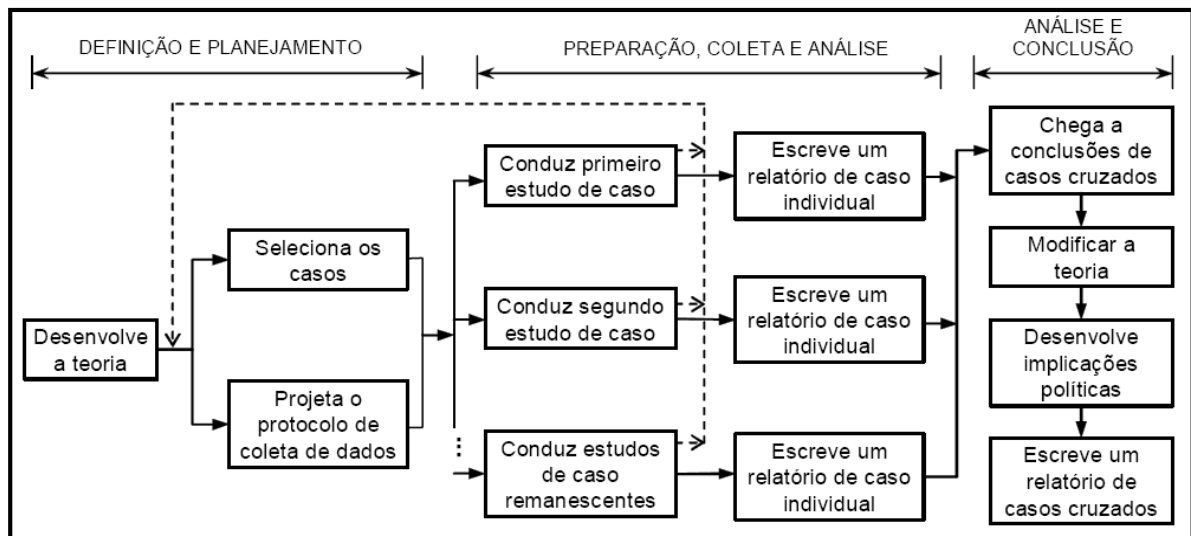 DEFINIÇÃO E PLANEJAMENTO
PREPARAÇÃO, COLETA E ANÁLISE
ANÁLISE E
CONCLUSÃO
Desenvolve
a teoria
Seleciona os
casos
Projeta o
protocolo de
coleta de dados
Conduz primeiro
estudo de caso
Conduz segundo
estudo de caso
...
Conduz estudos
de caso
remanescentes
Escreve um
relatório de caso
individual
Escreve um
relatório de caso
individual
Escreve um
relatório de caso
individual
Chega a
conclusões de
casos cruzados
Modificar a
teoria
Desenvolve
implicações
políticas
Escreve um
relatório de
casos cruzados